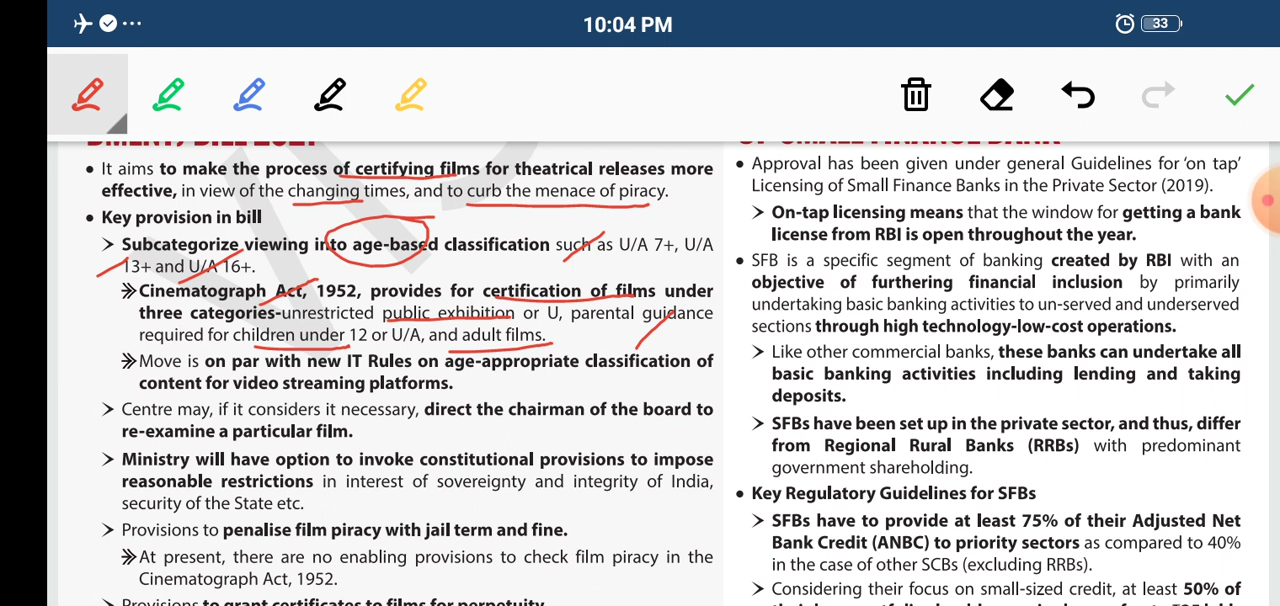 10:04 PM
33
DMENT) BILL 2021
• It aims to make the process of certifying films for theatrical releases more
effective, in view of the changing times, and to curb the menace of piracy.
• Key provision in bill
➢ Subcategorize viewing into age-based classification such as U/A 7+, U/A
13+ and U/A 16+.
» Cinematograph Act, 1952, provides for certification of films under
three categories-unrestricted public exhibition or U, parental guidance
required for children under 12 or U/A, and adult films.
» Move is on par with new IT Rules on age-appropriate classification of
content for video streaming platforms.
➢ Centre may, if it considers it necessary, direct the chairman of the board to
re-examine a particular film.
➢ Ministry will have option to invoke constitutional provisions to impose
reasonable restrictions in interest of sovereignty and integrity of India,
security of the State etc.
➢ Provisions to penalise film piracy with jail term and fine.
» At present, there are no enabling provisions to check film piracy in the
Cinematograph Act, 1952.
➢ Provisions to grant certificates to films for perpetuity.
OF SMALL FINANCE BANK
• Approval has been given under general Guidelines for ‘on tap’
Licensing of Small Finance Banks in the Private Sector (2019).
➢ On-tap licensing means that the window for getting a bank
license from RBI is open throughout the year.
• SFB is a specific segment of banking created by RBI with an
objective of furthering financial inclusion by primarily
undertaking basic banking activities to un-served and underserved
sections through high technology-low-cost operations.
➢ Like other commercial banks, these banks can undertake all
basic banking activities including lending and taking
deposits.
➢ SFBs have been set up in the private sector, and thus, differ
from Regional Rural Banks (RRBs) with predominant
government shareholding.
• Key Regulatory Guidelines for SFBs
➢ SFBs have to provide at least 75% of their Adjusted Net
Bank Credit (ANBC) to priority sectors as compared to 40%
in the case of other SCBs (excluding RRBs).
➢ Considering their focus on small-sized credit, at least 50% of